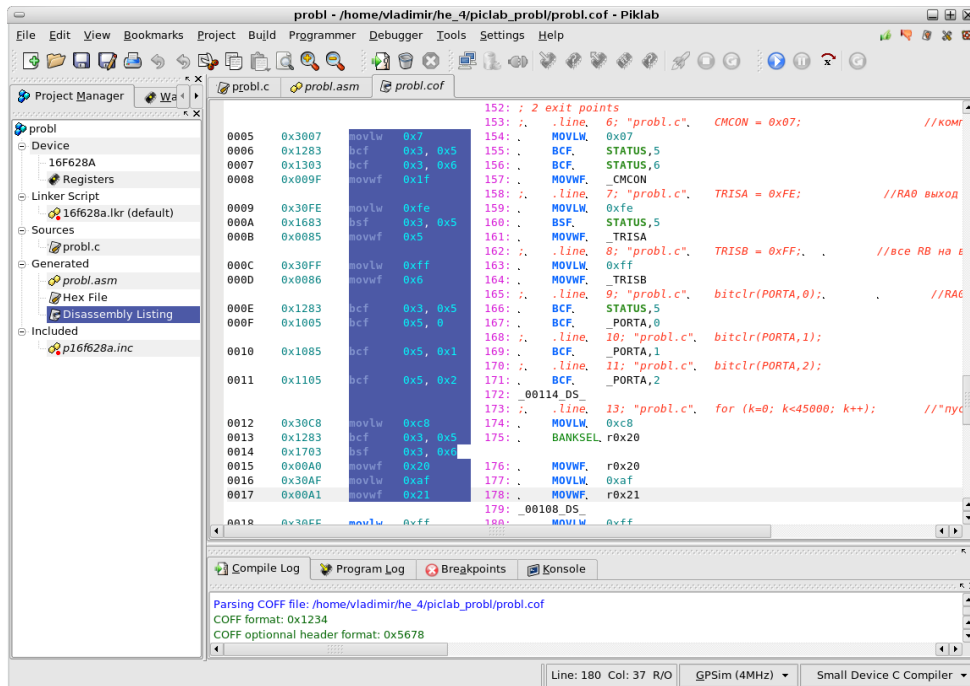 probl - /home/vladimir/he_4/piclab_probl/probl.cof - Piklab
File Edit View Bookmarks Project Build Programmer Debugger Tools Settings Help
Project Manager
Wa
probl
Device
16F628A
Registers
Linker Script
16f628a.lkr (default)
Sources
probl.c
Generated
probl.asm
Hex File
Disassembly Listing
Included
p16f628a.inc
probl.c probl.asm probl.cof
152: ; 2 exit points
153: ;. .line. 6; "probl.c". CMCON = 0x07; //комп
0005 0x3007 movlw 0x7 154: . MOVLW. 0x07
0006 0x1283 bcf 0x3, 0x5 155: . BCF. STATUS,5
0007 0x1303 bcf 0x3, 0x6 156: . BCF. STATUS,6
0008 0x009F movwf 0x1f 157: . MOVWF. _CMCON
158: ;. .line. 7; "probl.c". TRISA = 0xFE; //RA0 выход
0009 0x30FE movlw 0xfe 159: . MOVLW. 0xfe
000A 0x1683 bsf 0x3, 0x5 160: . BSF. STATUS,5
000B 0x0085 movwf 0x5 161: . MOVWF. _TRISA
162: ;. .line. 8; "probl.c". TRISB = 0xFF;. . //все RB на в
000C 0x30FF movlw 0xff 163: . MOVLW. 0xff
000D 0x0086 movwf 0x6 164: . MOVWF. _TRISB
165: ;. .line. 9; "probl.c". bitclr(PORTA,0);. . //RA0
000E 0x1283 bcf 0x3, 0x5 166: . BCF. STATUS,5
000F 0x1005 bcf 0x5, 0 167: . BCF. _PORTA,0
168: ;. .line. 10; "probl.c". bitclr(PORTA,1);
0010 0x1085 bcf 0x5, 0x1 169: . BCF. _PORTA,1
170: ;. .line. 11; "probl.c". bitclr(PORTA,2);
0011 0x1105 bcf 0x5, 0x2 171: . BCF. _PORTA,2
172: _00114_DS_
173: ;. .line. 13; "probl.c". for (k=0; k<45000; k++); //"пус
0012 0x30C8 movlw 0xc8 174: . MOVLW. 0xc8
0013 0x1283 bcf 0x3, 0x5 175: . BANKSEL. r0x20
0014 0x1703 bsf 0x3, 0x6
0015 0x00A0 movwf 0x20 176: . MOVWF. r0x20
0016 0x30AF movlw 0xaf 177: . MOVLW. 0xaf
0017 0x00A1 movwf 0x21 178: . MOVWF. r0x21
179: _00108_DS_
0018 0x30FF movlw 0xff 180: . MOVLW. 0xff
Compile Log Program Log Breakpoints Konsole
Parsing COFF file: /home/vladimir/he_4/piclab_probl/probl.cof
COFF format: 0x1234
COFF optionnal header format: 0x5678
Line: 180 Col: 37 R/O GPSim (4MHz) Small Device C Compiler